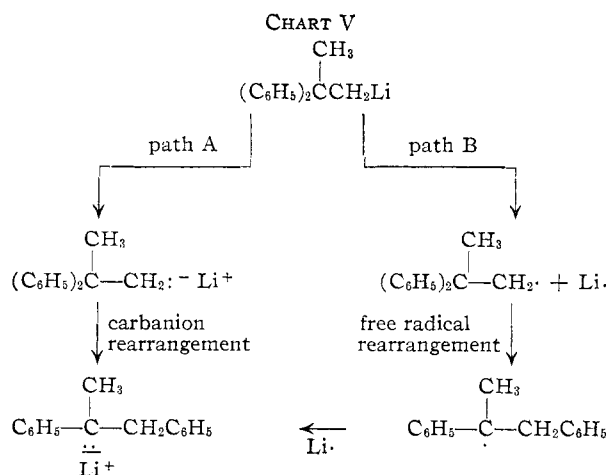 CHART V
CH₃
(C₆H₅)₂CCH₂Li
path A
path B
CH₃
(C₆H₅)₂C—CH₂:⁻ Li⁺
CH₃
(C₆H₅)₂C—CH₂· + Li·
carbanion
rearrangement
free radical
rearrangement
CH₃
C₆H₅—C—CH₂C₆H₅
¨
Li⁺
Li·
CH₃
C₆H₅—C—CH₂C₆H₅
·